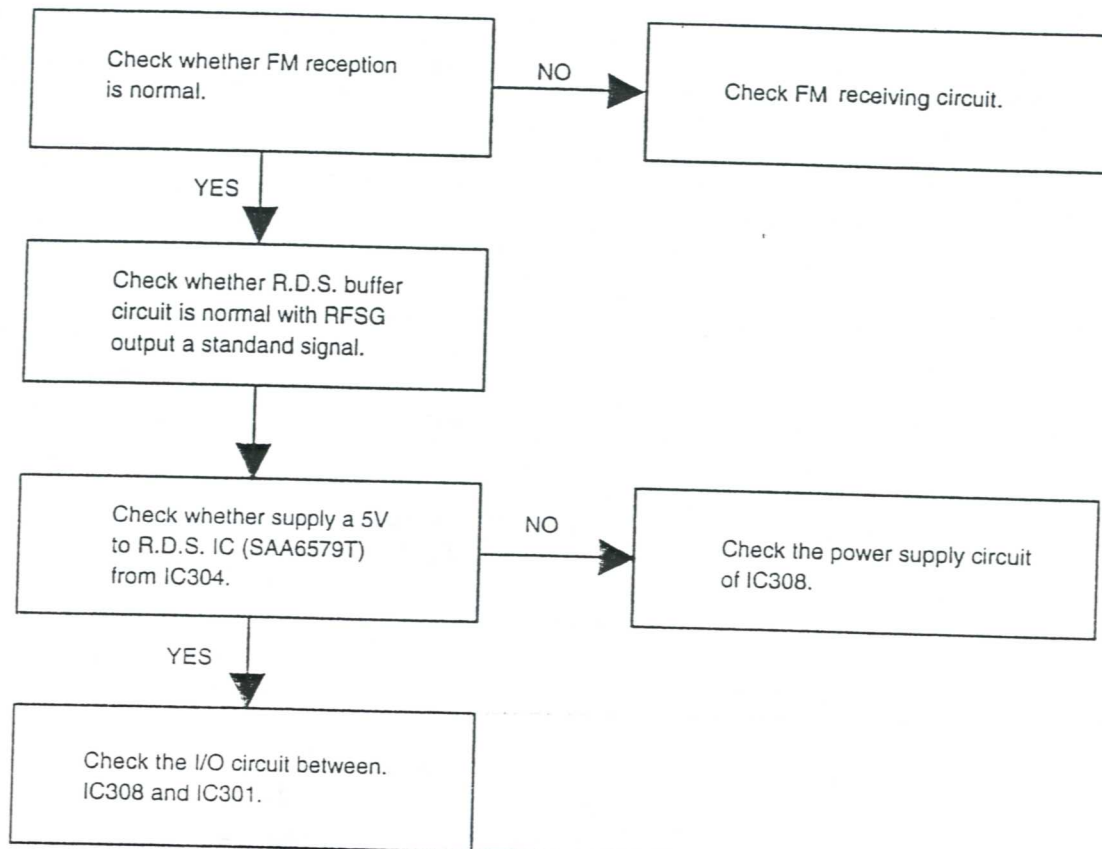 Check whether FM reception
is normal.
NO
Check FM receiving circuit.
YES
Check whether R.D.S. buffer
circuit is normal with RFSG
output a standand signal.
Check whether supply a 5V
to R.D.S. IC (SAA6579T)
from IC304.
NO
Check the power supply circuit
of IC308.
YES
Check the I/O circuit between.
IC308 and IC301.